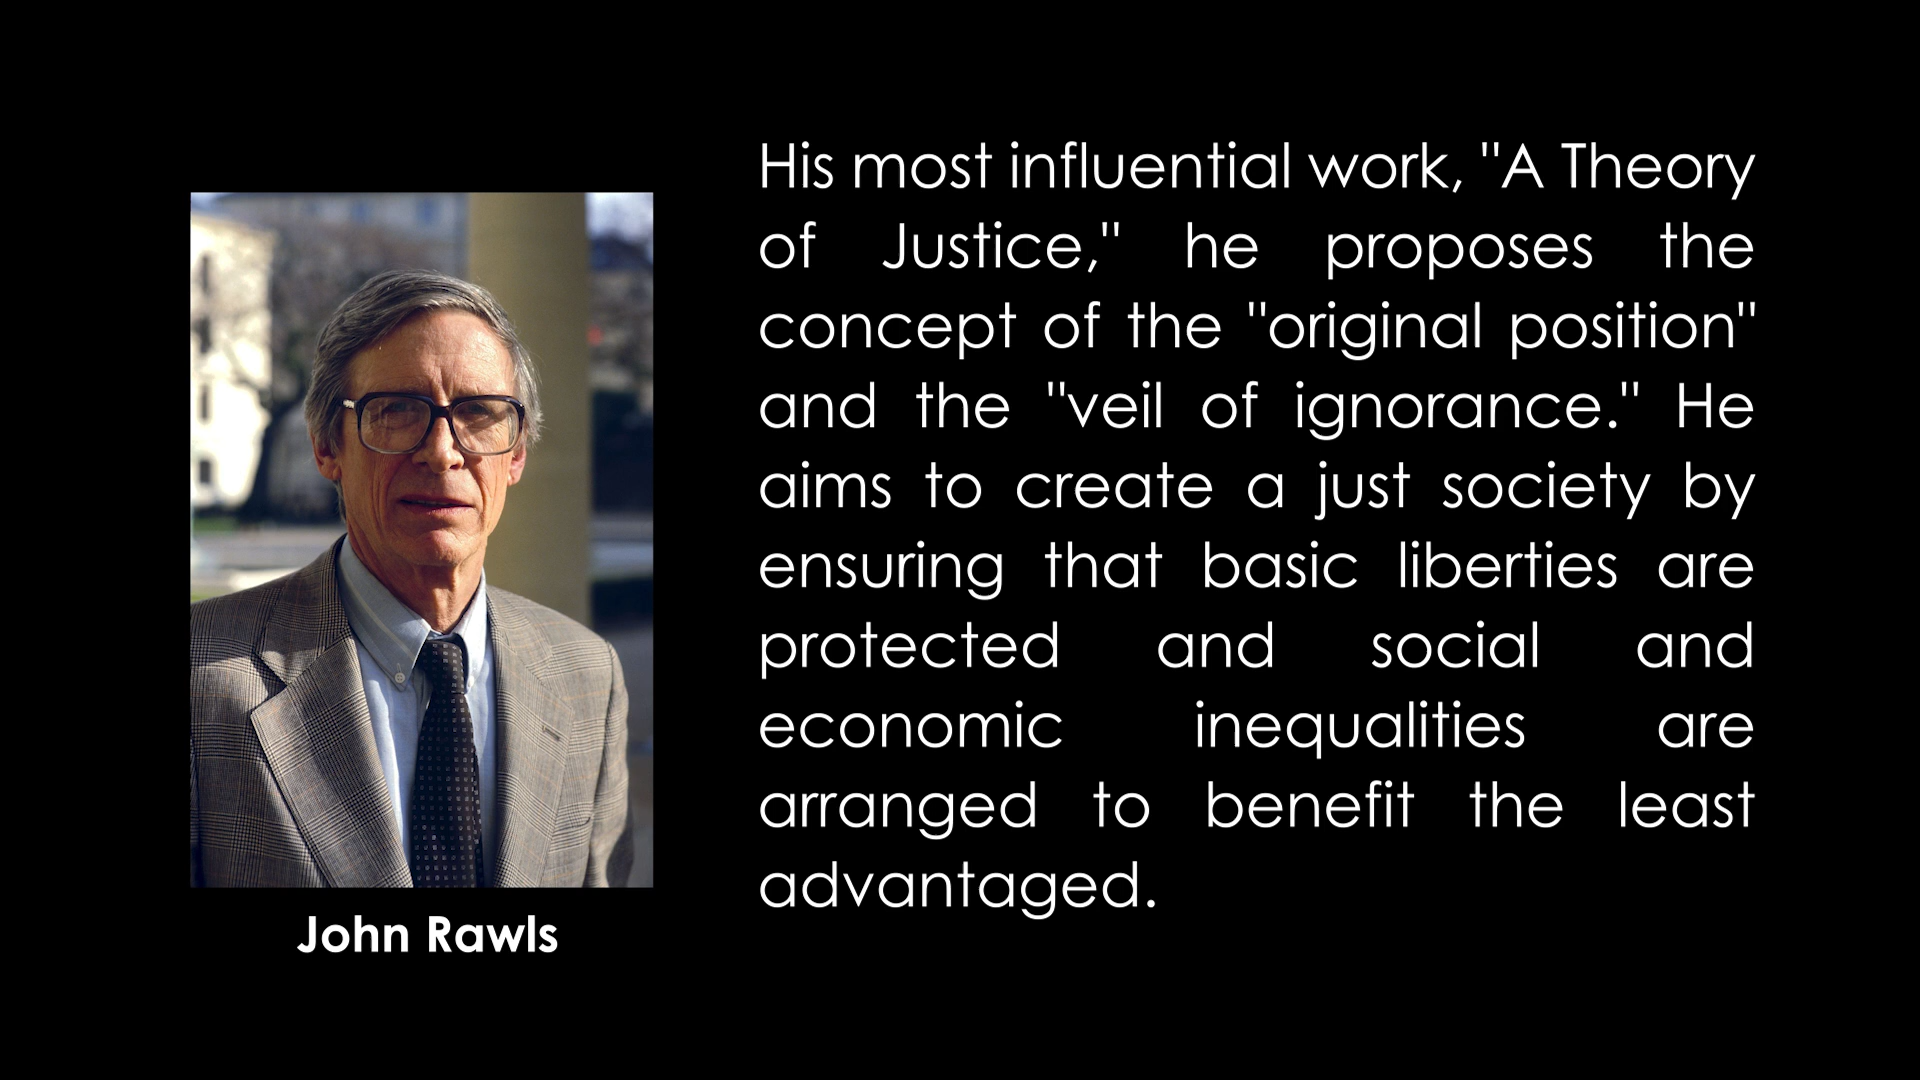 His most influential work, "A Theory
of Justice," he proposes the
concept of the "original position"
and the "veil of ignorance." He
aims to create a just society by
ensuring that basic liberties are
protected and social and
economic inequalities are
arranged to benefit the least
advantaged.
John Rawls